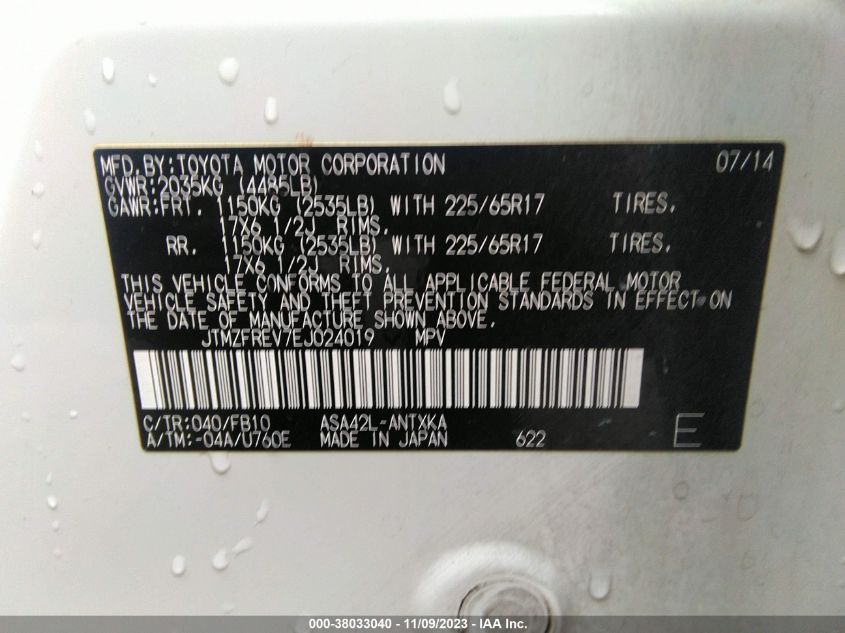 MFD.BY:TOYOTA MOTOR CORPORATION 07/14
GVWR:2035KG (4485LB)
GAWR:FRT. 1150KG (2535LB) WITH 225/65R17 TIRES,
17X6 1/2J RIMS,
RR. 1150KG (2535LB) WITH 225/65R17 TIRES,
17X6 1/2J RIMS,
THIS VEHICLE CONFORMS TO ALL APPLICABLE FEDERAL MOTOR
VEHICLE SAFETY AND THEFT PREVENTION STANDARDS IN EFFECT ON
THE DATE OF MANUFACTURE SHOWN ABOVE.
JTMZFREV7EJ024019 MPV
C/TR:040/FB10 ASA42L-ANTXKA
A/TM:-04A/U760E MADE IN JAPAN 622 E
000-38033040 - 11/09/2023 - IAA Inc.